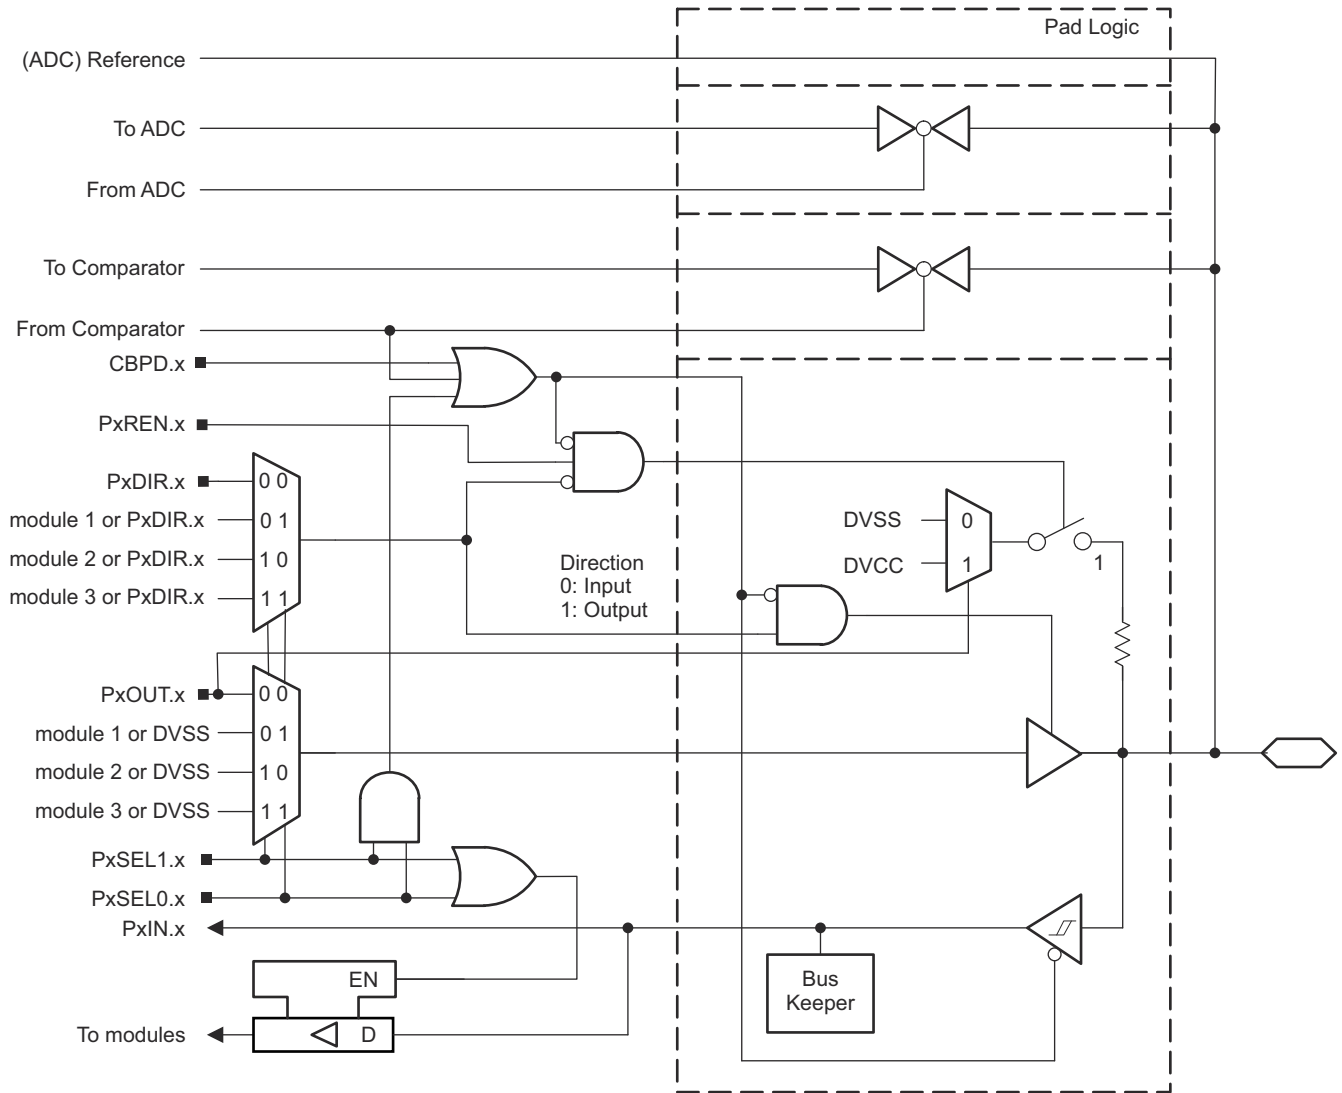 Pad Logic
(ADC) Reference
To ADC
From ADC
To Comparator
From Comparator
CBPD.x
PxREN.x
PxDIR.x
0 0
module 1 or PxDIR.x
0 1
module 2 or PxDIR.x
1 0
module 3 or PxDIR.x
1 1
Direction
0: Input
1: Output
DVSS
0
DVCC
1
1
PxOUT.x
0 0
module 1 or DVSS
0 1
module 2 or DVSS
1 0
module 3 or DVSS
1 1
PxSEL1.x
PxSEL0.x
PxIN.x
Bus
Keeper
EN
To modules
D